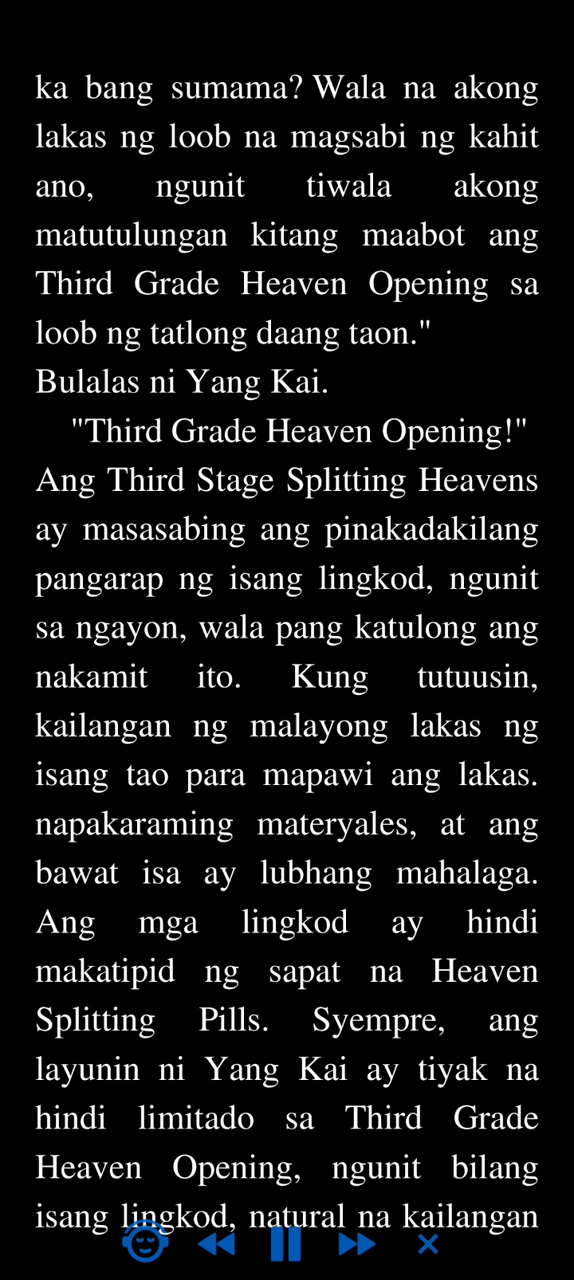 ka bang sumama? Wala na akong
lakas ng loob na magsabi ng kahit
ano, ngunit tiwala akong
matutulungan kitang maabot ang
Third Grade Heaven Opening sa
loob ng tatlong daang taon."
Bulalas ni Yang Kai.
"Third Grade Heaven Opening!"
Ang Third Stage Splitting Heavens
ay masasabing ang pinakadakilang
pangarap ng isang lingkod, ngunit
sa ngayon, wala pang katulong ang
nakamit ito. Kung tutuusin,
kailangan ng malayong lakas ng
isang tao para mapawi ang lakas.
napakaraming materyales, at ang
bawat isa ay lubhang mahalaga.
Ang mga lingkod ay hindi
makatipid ng sapat na Heaven
Splitting Pills. Syempre, ang
layunin ni Yang Kai ay tiyak na
hindi limitado sa Third Grade
Heaven Opening, ngunit bilang
isang lingkod, natural na kailangan